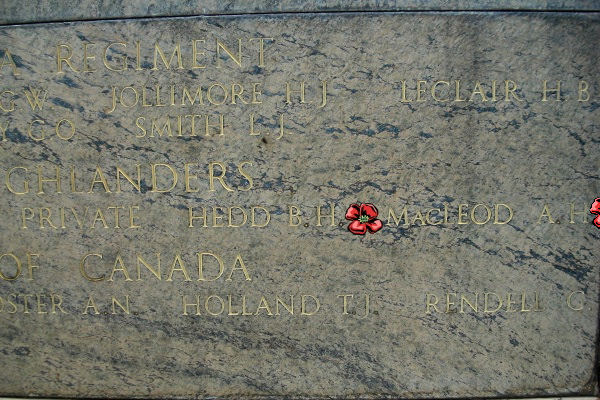 A REGIMENT
G W JOLLIMORE H J LECLAIR H B
Y G O SMITH L J
GHLANDERS
PRIVATE HEDD B. H. MACLEOD A. H
OF CANADA
OSTER A. N HOLLAND T. J. RENDELL G